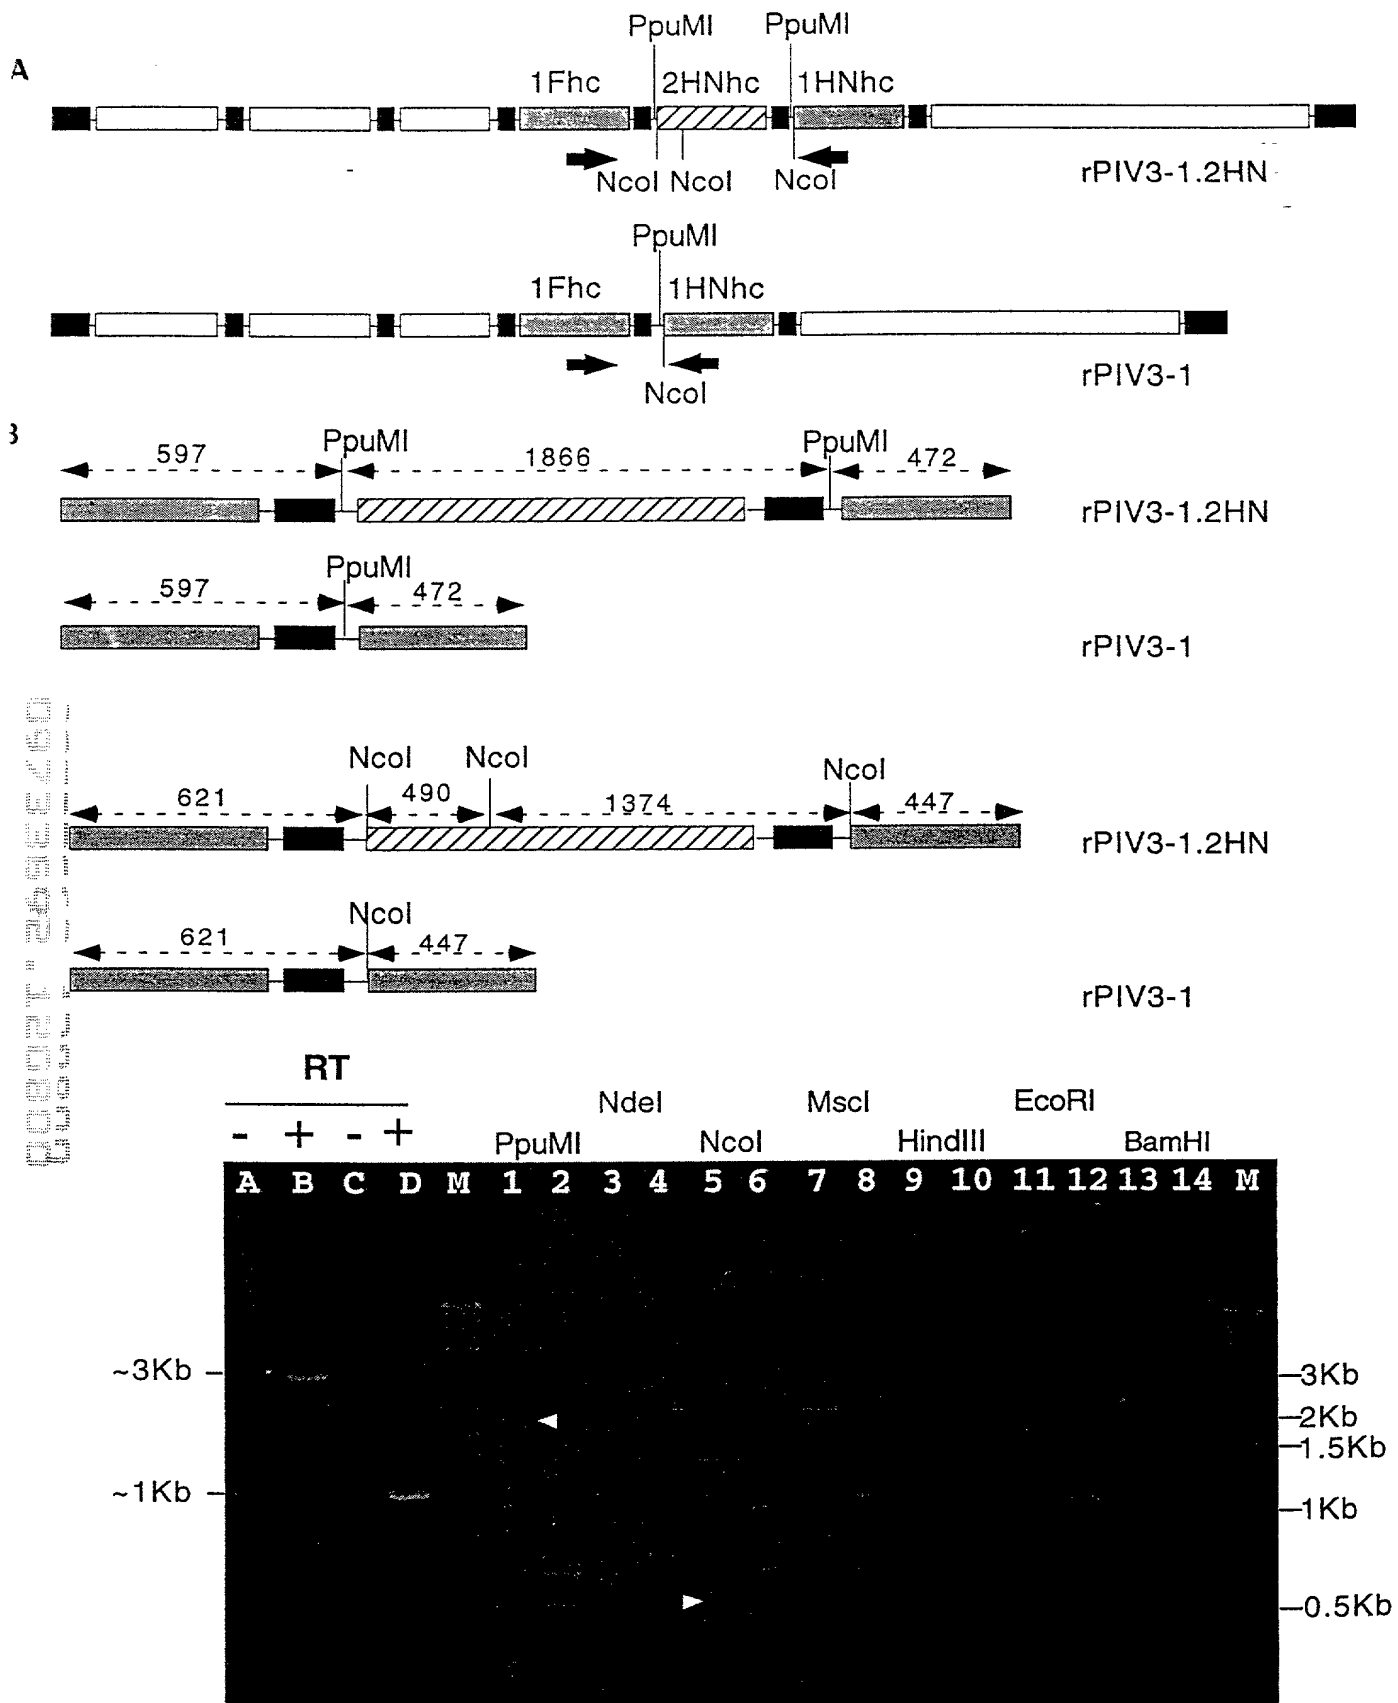 A
PpuMI PpuMI
1Fhc 2HNhc 1HNhc
NcoI NcoI NcoI
rPIV3-1.2HN
PpuMI
1Fhc 1HNhc
NcoI
rPIV3-1
PpuMI PpuMI
597 1866 472
rPIV3-1.2HN
PpuMI
597 472
rPIV3-1
NcoI NcoI NcoI
621 490 1374 447
rPIV3-1.2HN
NcoI
621 447
rPIV3-1
RT
NdeI MscI EcoRI
- + - + PpuMI NcoI HindIII BamHI
A B C D M 1 2 3 4 5 6 7 8 9 10 11 12 13 14 M
~3Kb 3Kb
2Kb
1.5Kb
~1Kb 1Kb
0.5Kb